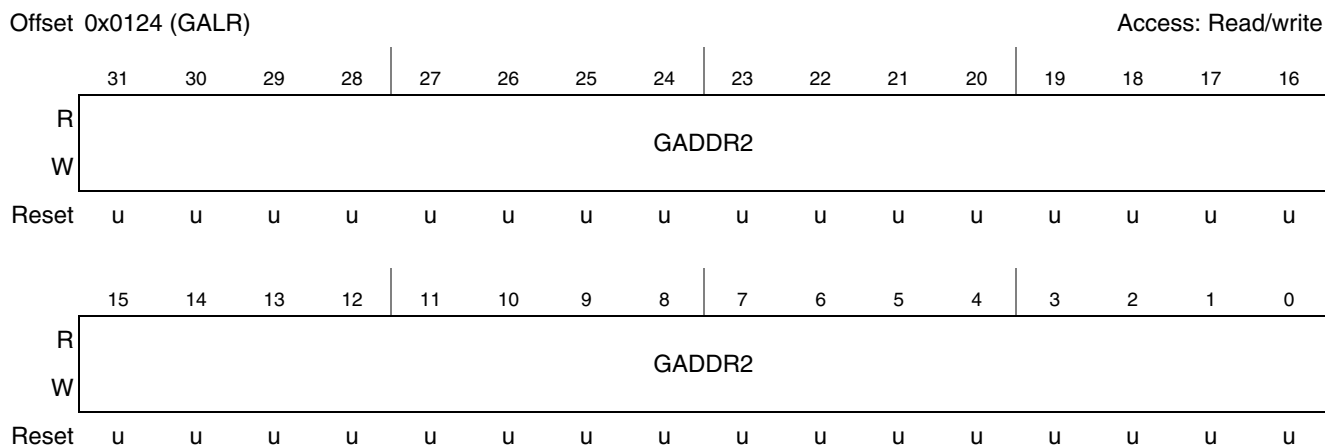 Offset 0x0124 (GALR) Access: Read/write
31 30 29 28 27 26 25 24 23 22 21 20 19 18 17 16
R
GADDR2
W
Reset u u u u u u u u u u u u u u u u
15 14 13 12 11 10 9 8 7 6 5 4 3 2 1 0
R
GADDR2
W
Reset u u u u u u u u u u u u u u u u